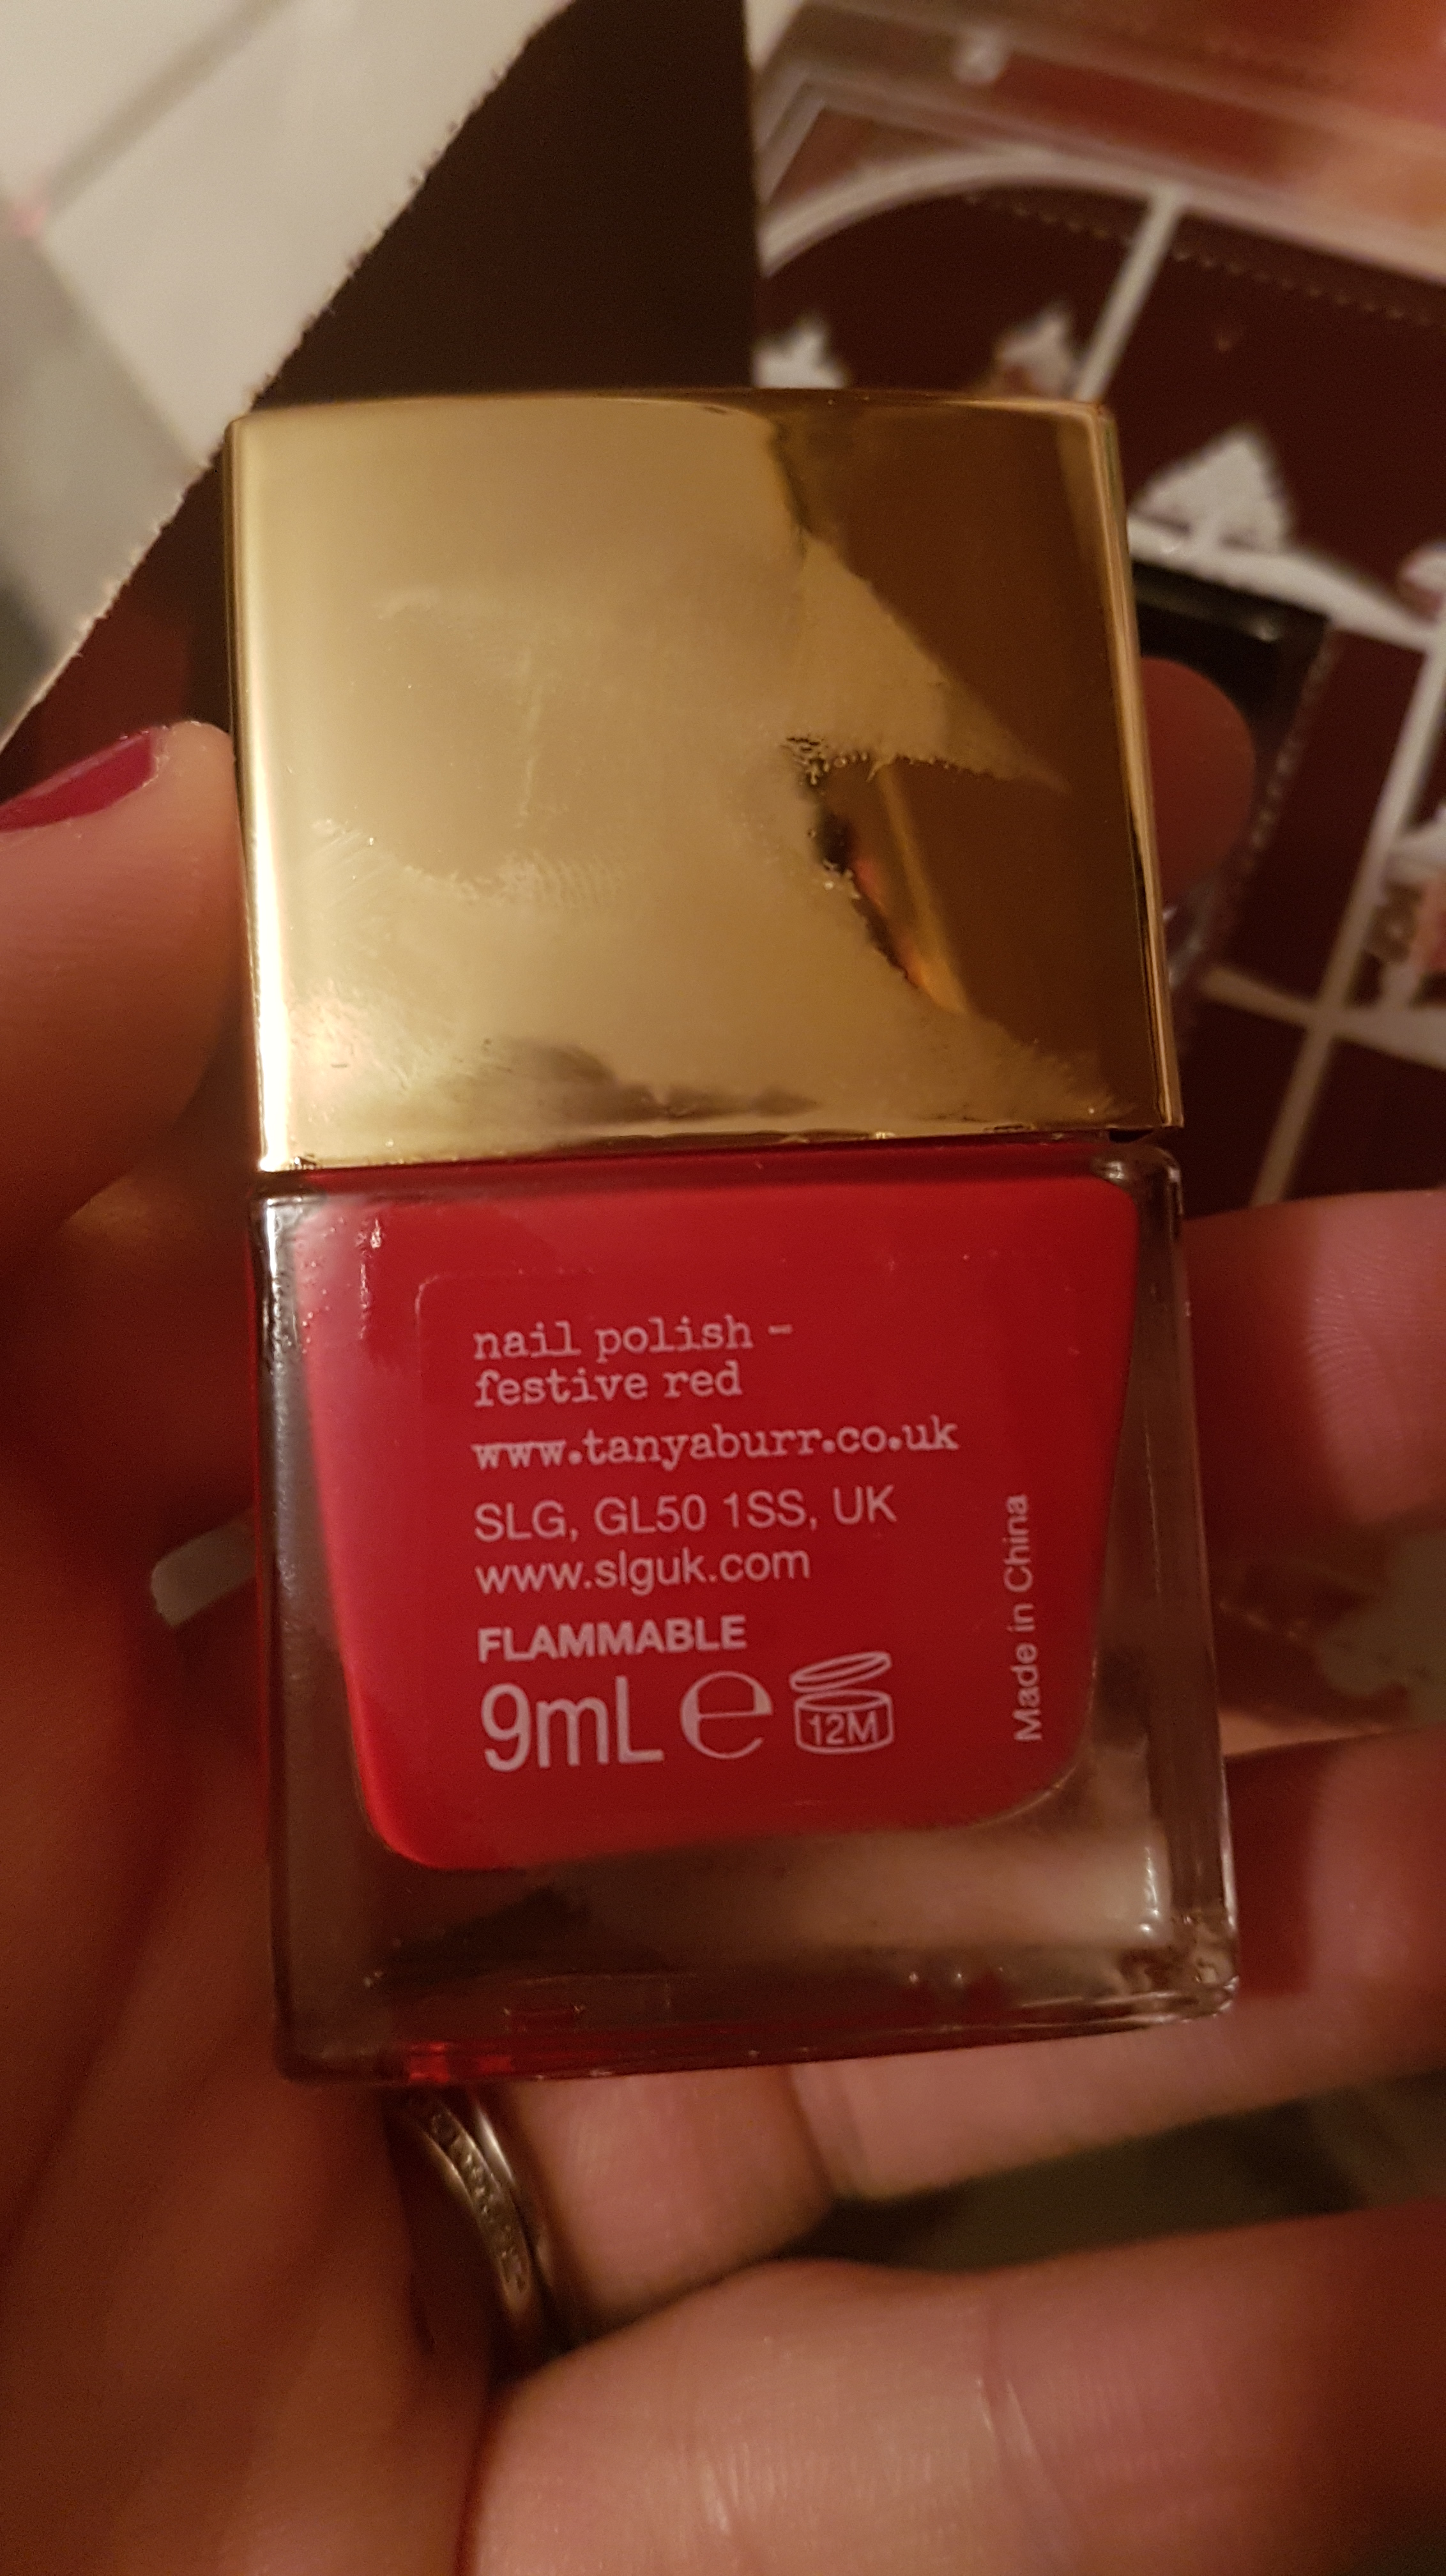 nail polish –
festive red
www.tanyaburr.co.uk
SLG, GL50 1SS, UK
www.slguk.com
FLAMMABLE
9mL e 12M
Made in China